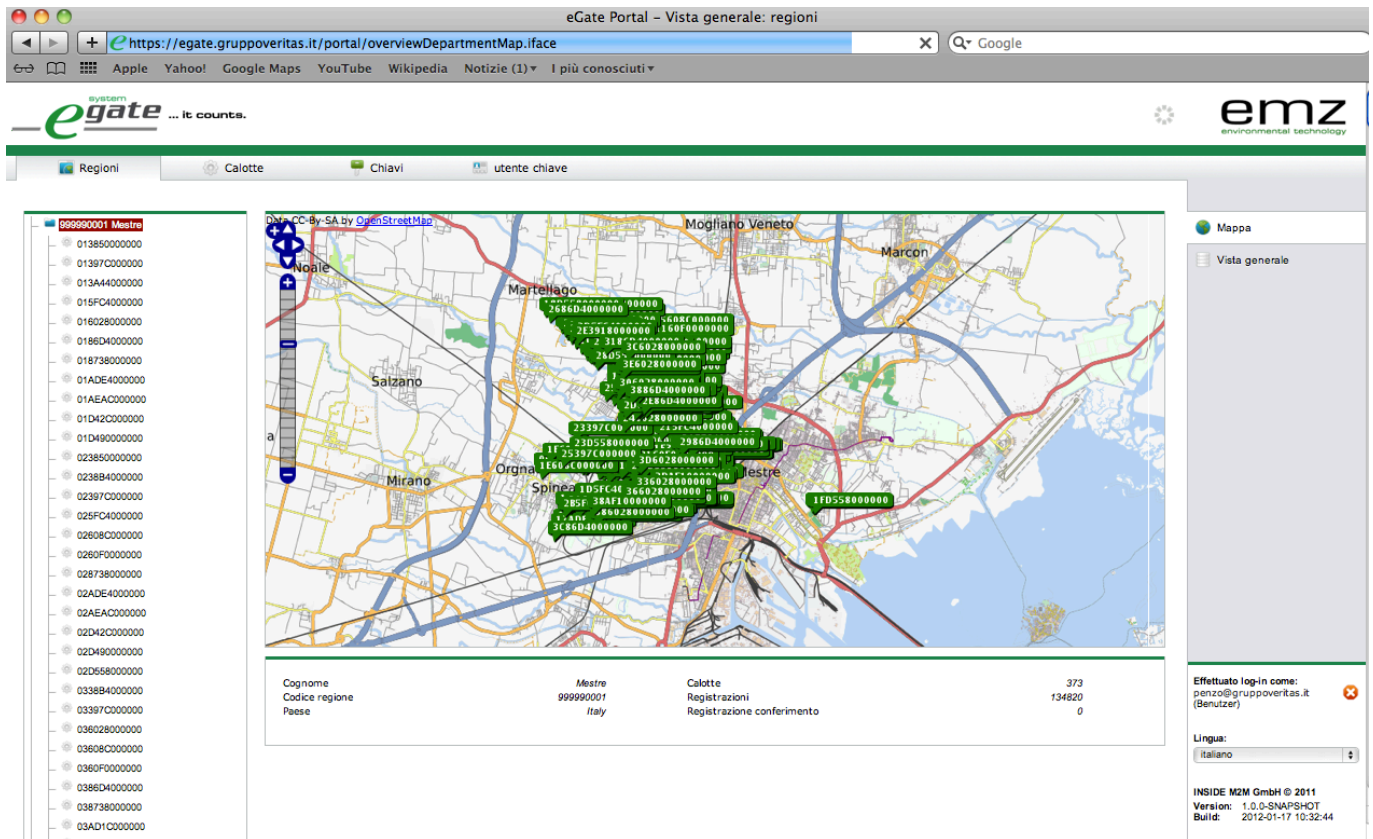 eGate Portal – Vista generale: regioni
https://egate.gruppoveritas.it/portal/overviewDepartmentMap.iface
Google
Apple Yahoo! Google Maps YouTube Wikipedia Notizie (1) I più conosciuti
system
egate ... it counts.
emz
environmental technology
Regioni Calotte Chiavi utente chiave
999990001 Mestre
013850000000
01397C000000
013A44000000
015FC4000000
016028000000
0186D4000000
018738000000
01ADE4000000
01AEAC000000
01D42C000000
01D490000000
023850000000
0238B4000000
02397C000000
025FC4000000
02608C000000
0260F0000000
028738000000
02ADE4000000
02AEAC000000
02D42C000000
02D490000000
02D558000000
0338B4000000
03397C000000
036028000000
03608C000000
0360F0000000
0386D4000000
038738000000
03AD1C000000
Data CC-By-SA by OpenStreetMap
Mogliano Veneto
Marcon
Noale
Martellago
2686D4000000
2E3918000000
3C6028000000
3E6028000000
Salzano
3886D4000000
2E86D4000000
23D558000000
2986D4000000
25397C000000
3D6028000000
Mirano
336028000000
366028000000
38AF10000000
1FD558000000
3C86D4000000
Mappa
Vista generale
Cognome Mestre Calotte 373
Codice regione 999990001 Registrazioni 134820
Paese Italy Registrazione conferimento 0
Effettuato log-in come:
penzo@gruppoveritas.it
(Benutzer)
Lingua:
italiano
INSIDE M2M GmbH © 2011
Version: 1.0.0-SNAPSHOT
Build: 2012-01-17 10:32:44